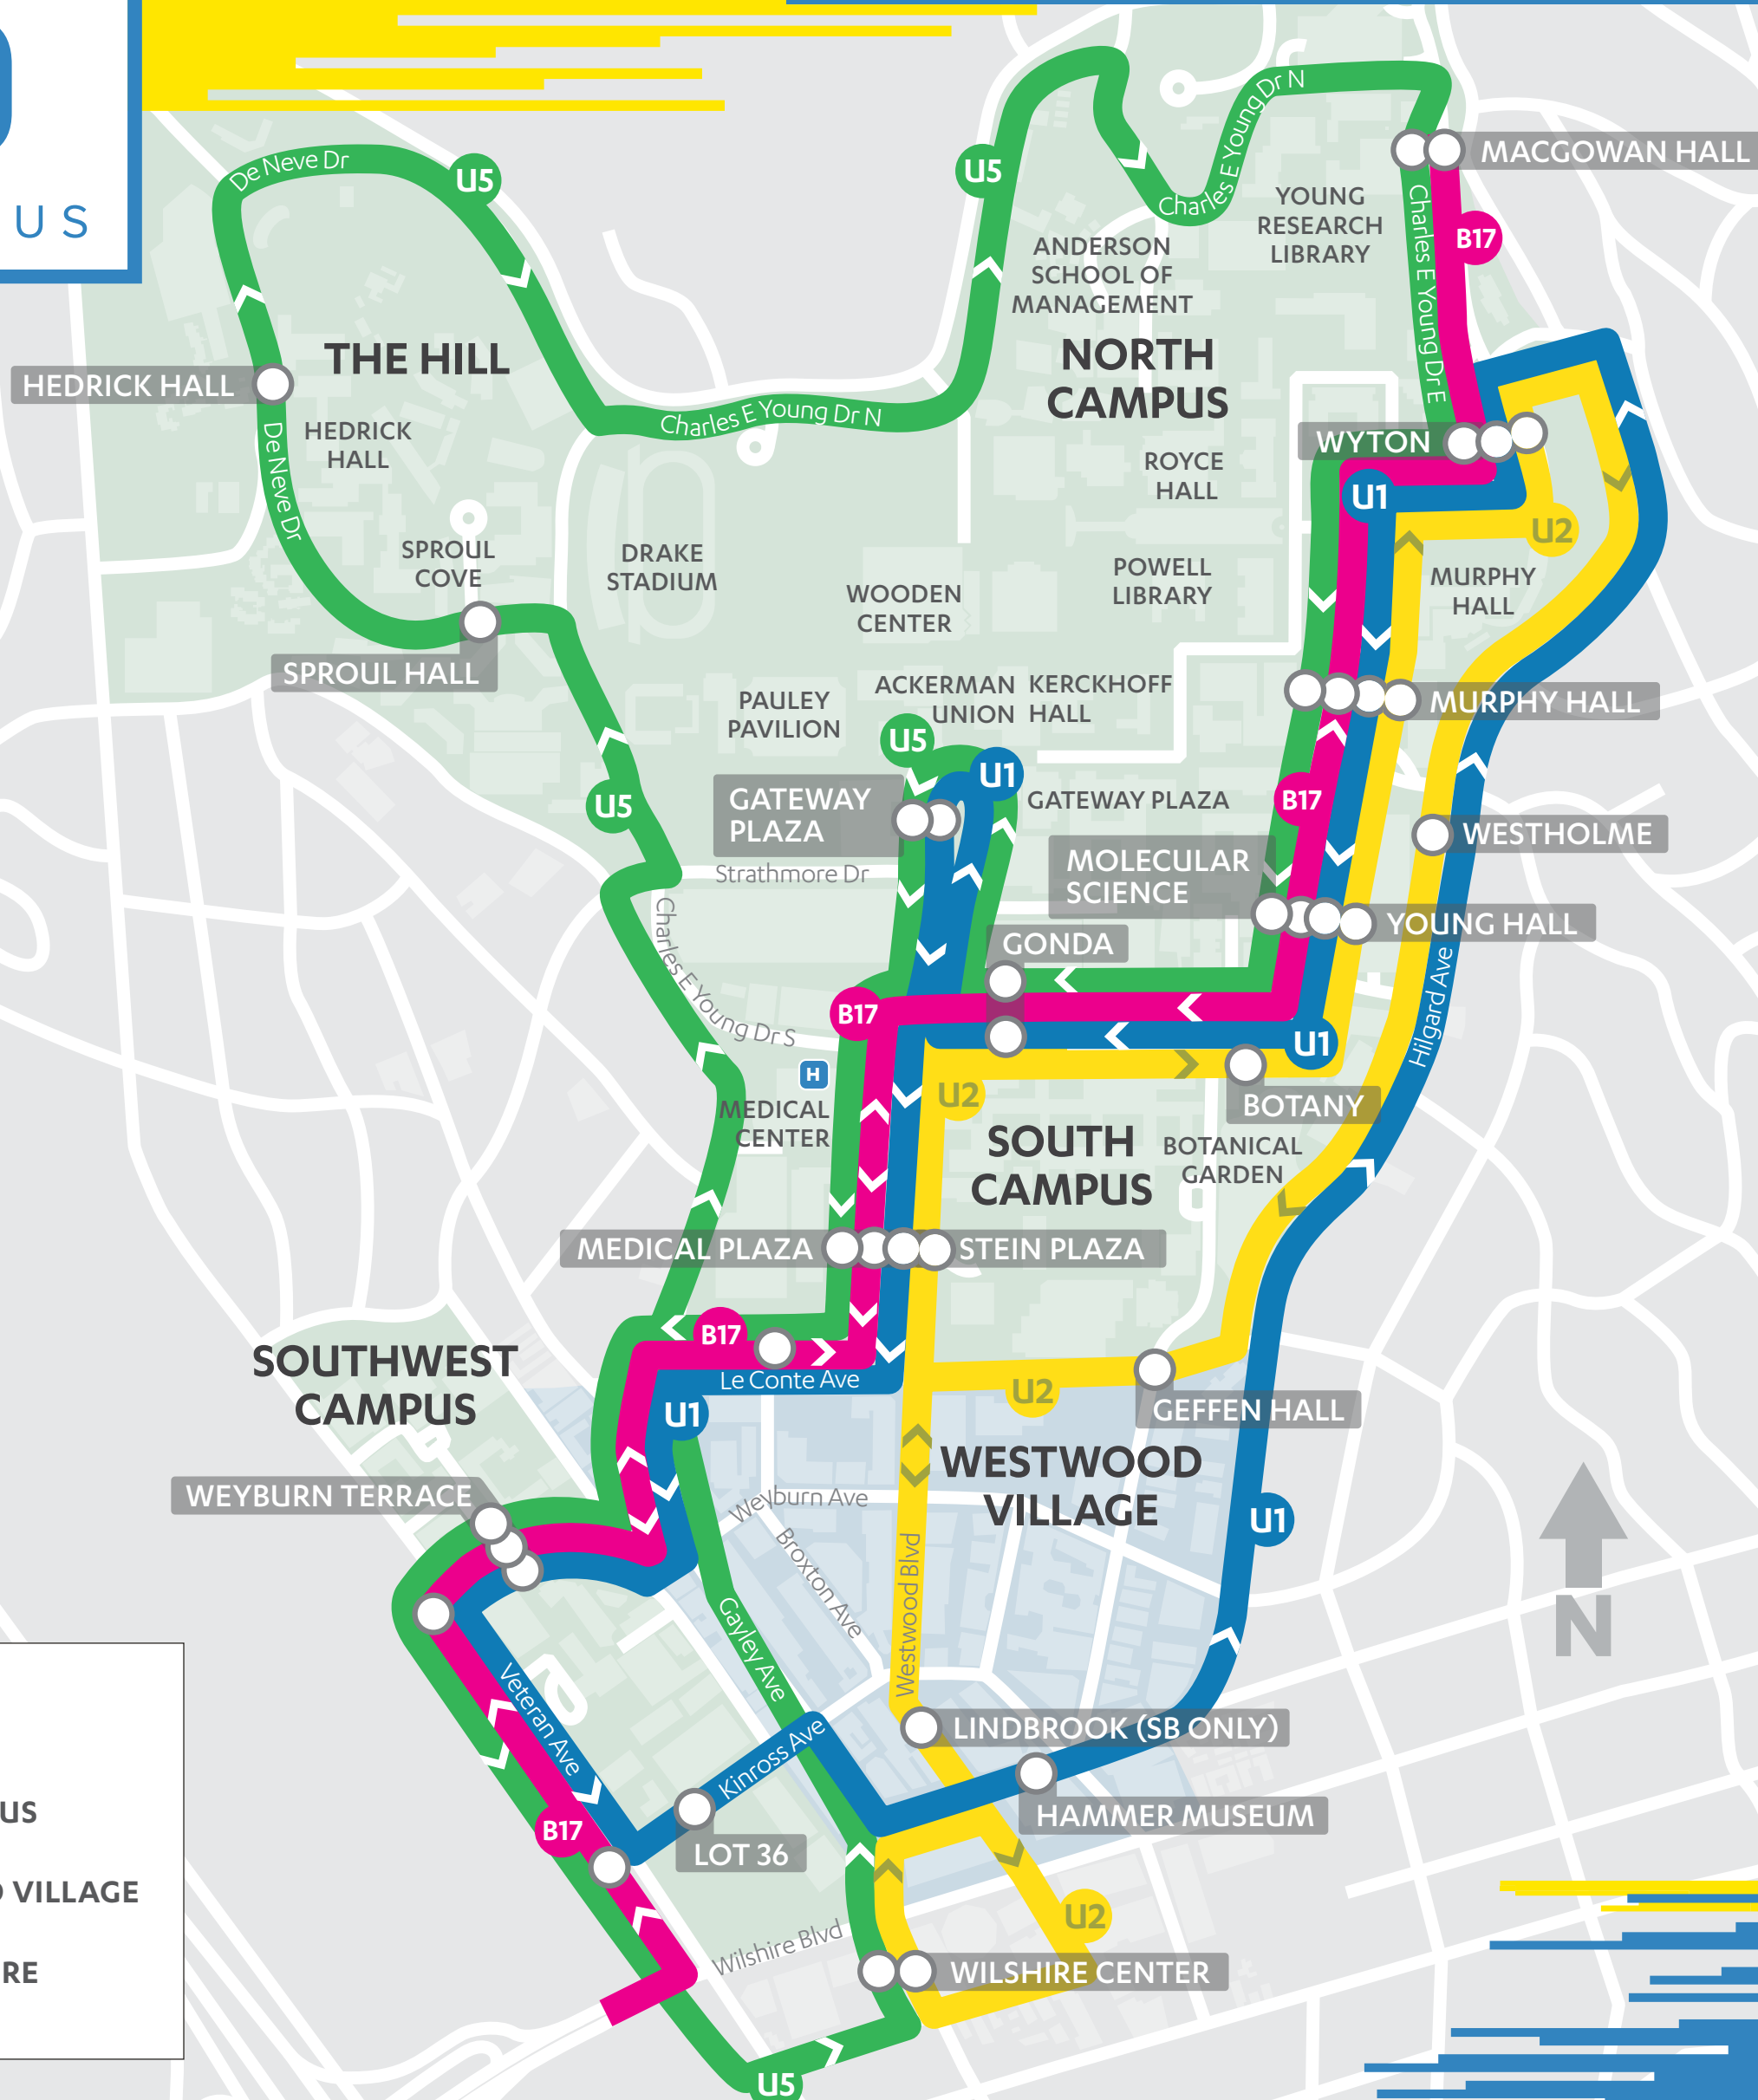 US
De Neve Dr
U5
U5
Charles E Young Dr N
MACGOWAN HALL
YOUNG
RESEARCH
LIBRARY
Charles E Young Dr E
B17
ANDERSON
SCHOOL OF
MANAGEMENT
THE HILL
NORTH
CAMPUS
HEDRICK HALL
HEDRICK
HALL
De Neve Dr
Charles E Young Dr N
WYTON
ROYCE
HALL
U1
U2
SPROUL
COVE
DRAKE
STADIUM
WOODEN
CENTER
POWELL
LIBRARY
MURPHY
HALL
SPROUL HALL
PAULEY
PAVILION
ACKERMAN
UNION
KERCKHOFF
HALL
MURPHY HALL
U5
U1
U5
GATEWAY
PLAZA
GATEWAY PLAZA
B17
WESTHOLME
MOLECULAR
SCIENCE
Strathmore Dr
YOUNG HALL
GONDA
Charles E Young Dr S
Hilgard Ave
B17
U1
H
U2
BOTANY
MEDICAL
CENTER
SOUTH
CAMPUS
BOTANICAL
GARDEN
MEDICAL PLAZA
STEIN PLAZA
B17
SOUTHWEST
CAMPUS
Le Conte Ave
U2
U1
GEFFEN HALL
WESTWOOD
VILLAGE
WEYBURN TERRACE
Weyburn Ave
U1
Broxton Ave
Westwood Blvd
Gayley Ave
N
Veteran Ave
Kinross Ave
LINDBROOK (SB ONLY)
HAMMER MUSEUM
US
B17
LOT 36
VILLAGE
U2
Wilshire Blvd
RE
WILSHIRE CENTER
U5